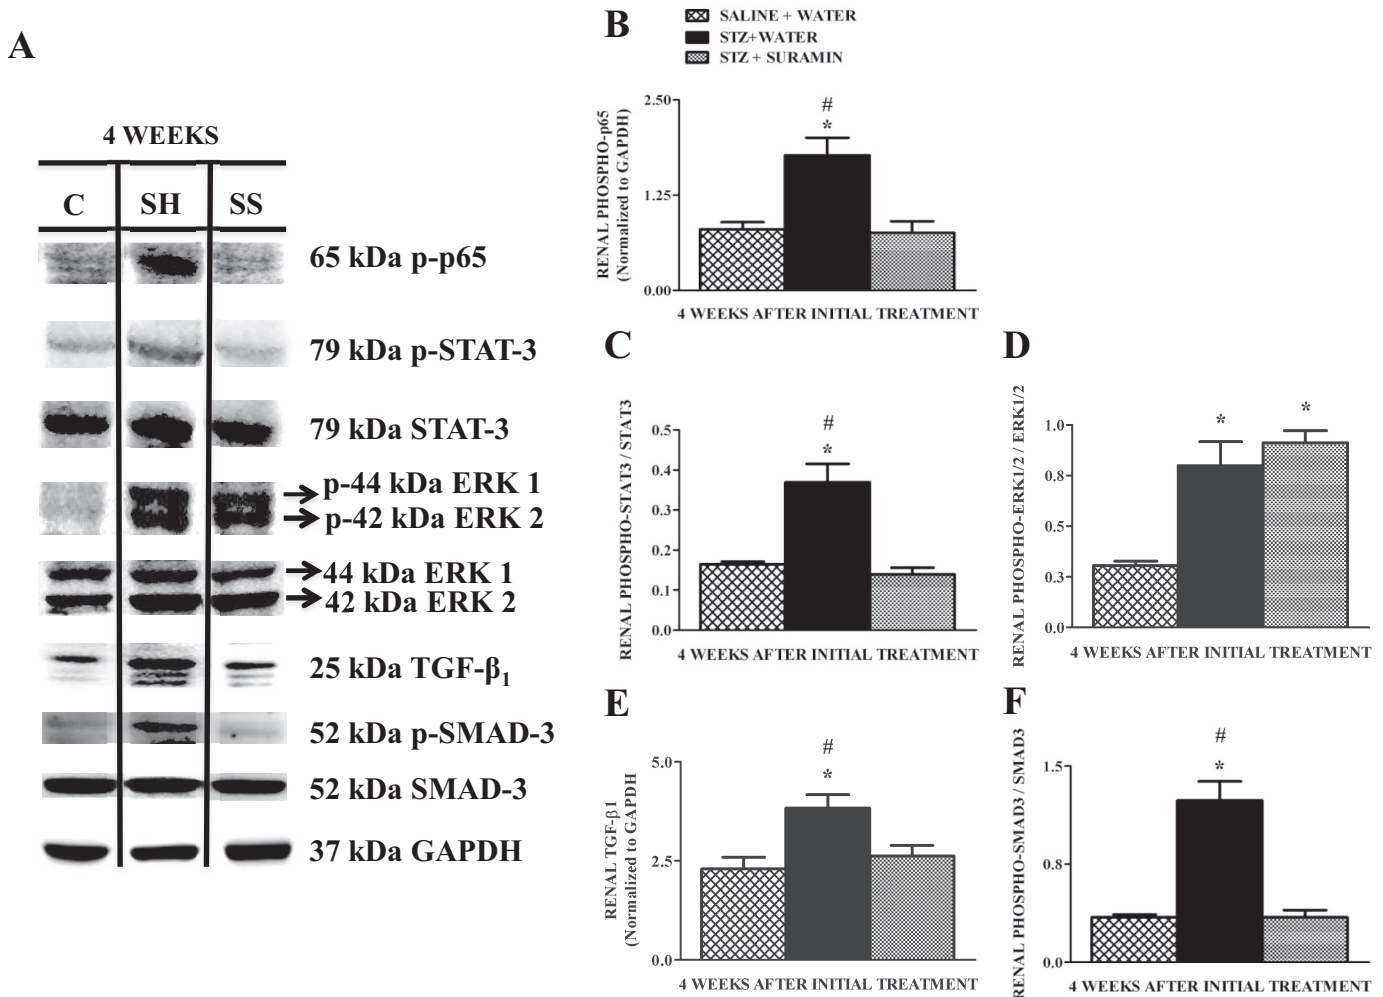 A
4 WEEKS
C SH SS
65 kDa p-p65
79 kDa p-STAT-3
79 kDa STAT-3
p-44 kDa ERK 1
p-42 kDa ERK 2
44 kDa ERK 1
42 kDa ERK 2
25 kDa TGF-β1
52 kDa p-SMAD-3
52 kDa SMAD-3
37 kDa GAPDH
B
SALINE + WATER
STZ+WATER
STZ + SURAMIN
RENAL PHOSPHO-p65
(Normalized to GAPDH)
2.50
1.25
0.00
#
*
4 WEEKS AFTER INITIAL TREATMENT
C
RENAL PHOSPHO-STAT3 / STAT3
0.5
0.4
0.3
0.2
0.1
0.0
#
*
4 WEEKS AFTER INITIAL TREATMENT
D
RENAL PHOSPHO-ERK1/2 / ERK1/2
1.0
0.8
0.5
0.3
0.0
*
*
4 WEEKS AFTER INITIAL TREATMENT
E
RENAL TGF-β1
(Normalized to GAPDH
5.0
2.5
0.0
#
*
4 WEEKS AFTER INITIAL TREATMENT
F
RENAL PHOSPHO-SMAD3 / SMAD3
1.5
0.8
0.0
#
*
4 WEEKS AFTER INITIAL TREATMENT